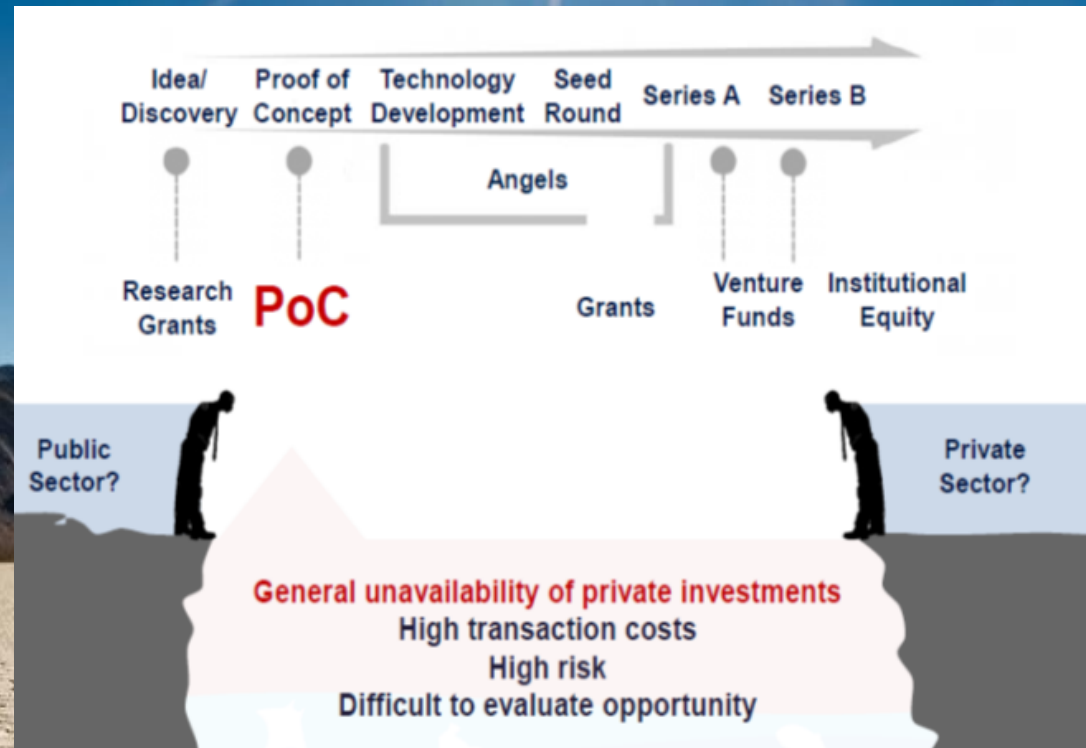 Idea/
Discovery
Proof of
Concept
Technology
Development
Seed
Round
Series A
Series B
Angels
Research
Grants
PoC
Grants
Venture
Funds
Institutional
Equity
Public
Sector?
Private
Sector?
General unavailability of private investments
High transaction costs
High risk
Difficult to evaluate opportunity